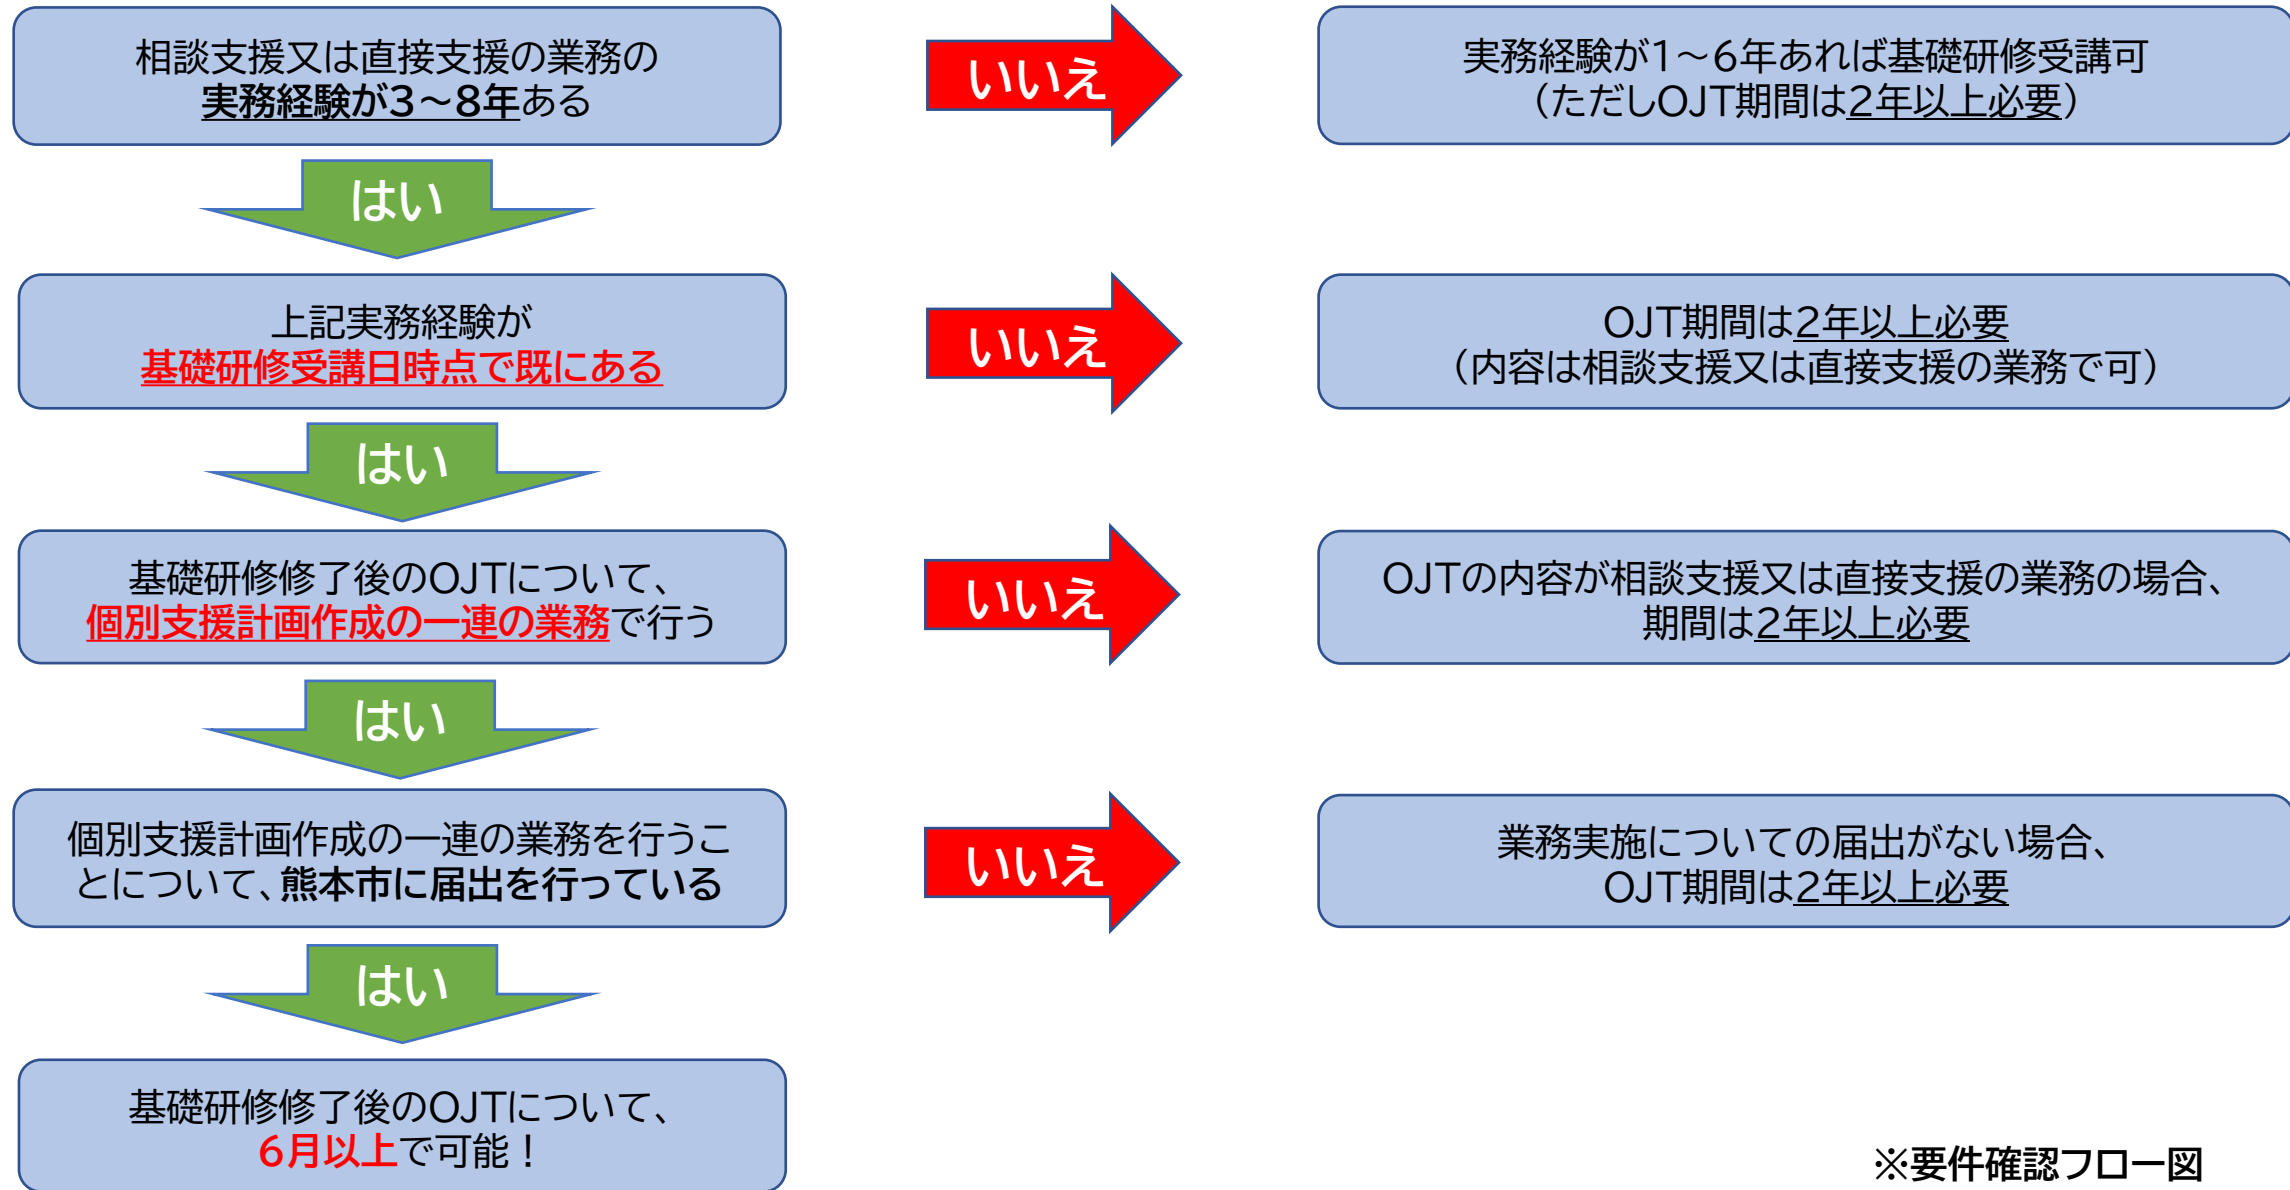 相談支援又は直接支援の業務の
実務経験が3～8年ある
いいえ
実務経験が1～6年あれば基礎研修受講可
（ただしOJT期間は2年以上必要）
はい
上記実務経験が
基礎研修受講日時点で既にある
いいえ
OJT期間は2年以上必要
（内容は相談支援又は直接支援の業務で可）
はい
基礎研修修了後のOJTについて、
個別支援計画作成の一連の業務で行う
いいえ
OJTの内容が相談支援又は直接支援の業務の場合、
期間は2年以上必要
はい
個別支援計画作成の一連の業務を行うこ
とについて、熊本市に届出を行っている
いいえ
業務実施についての届出がない場合、
OJT期間は2年以上必要
はい
基礎研修修了後のOJTについて、
6月以上で可能！
※要件確認フロー図